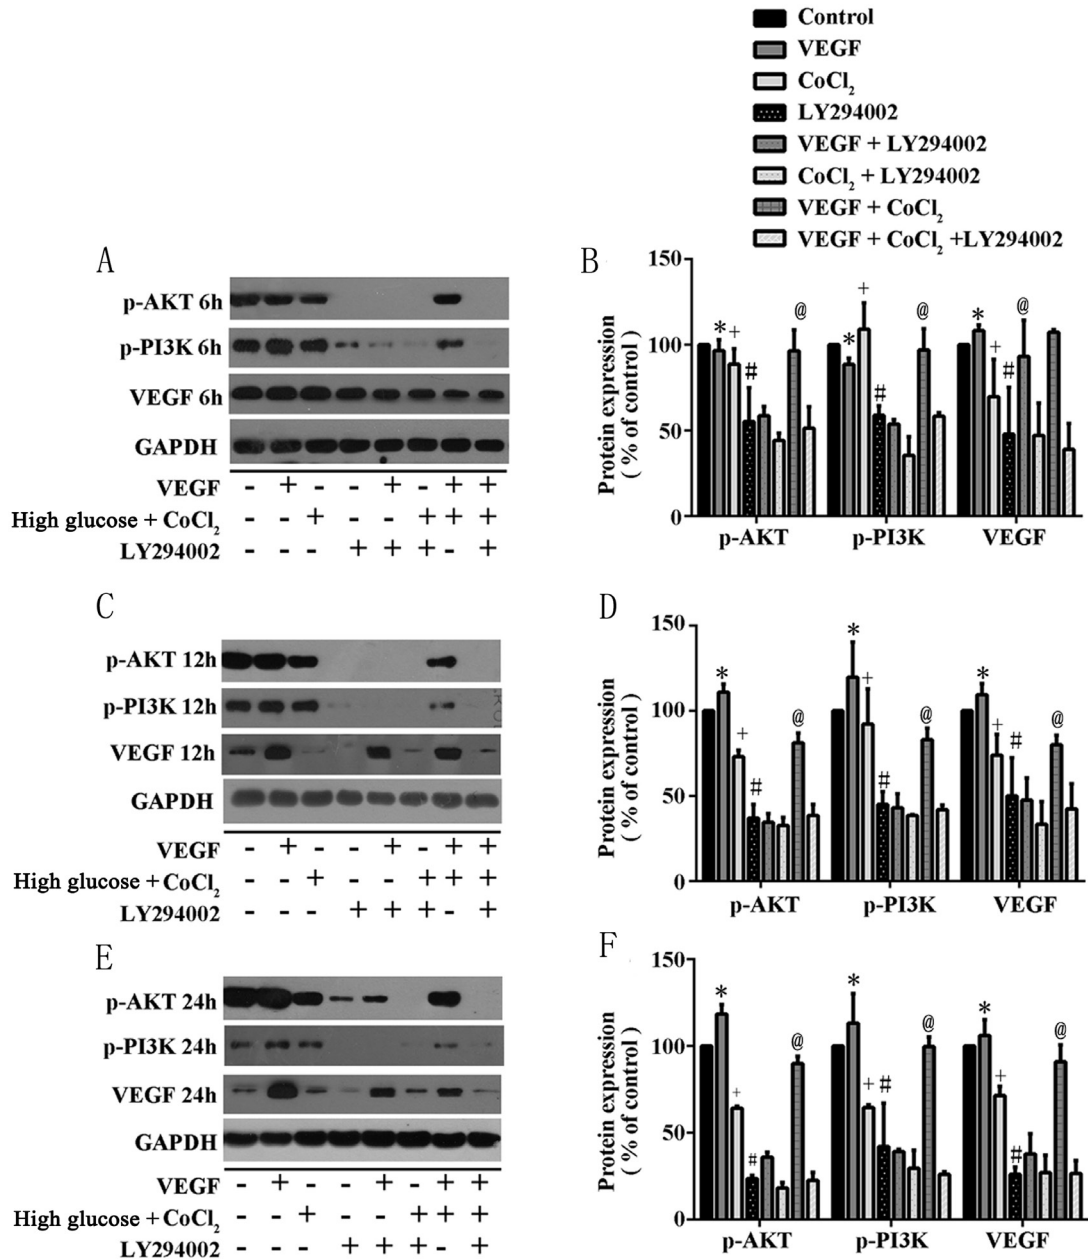 Control
VEGF
CoCl2
LY294002
VEGF + LY294002
CoCl2 + LY294002
VEGF + CoCl2
VEGF + CoCl2 +LY294002
A
p-AKT 6h
p-PI3K 6h
VEGF 6h
GAPDH
VEGF - + - - + - + +
High glucose + CoCl2 - - + - - + + +
LY294002 - - - + + + - +
B
Protein expression
( % of control )
150
100
50
0
* + # @
* + # @
* + # @
p-AKT p-PI3K VEGF
C
p-AKT 12h
p-PI3K 12h
VEGF 12h
GAPDH
VEGF - + - - + - + +
High glucose + CoCl2 - - + - - + + +
LY294002 - - - + + + - +
D
Protein expression
( % of control )
150
100
50
0
* + # @
* + # @
* + # @
p-AKT p-PI3K VEGF
E
p-AKT 24h
p-PI3K 24h
VEGF 24h
GAPDH
VEGF - + - - + - + +
High glucose + CoCl2 - - + - - + + +
LY294002 - - - + + + - +
F
Protein expression
( % of control )
150
100
50
0
* + # @
* + # @
* + # @
p-AKT p-PI3K VEGF